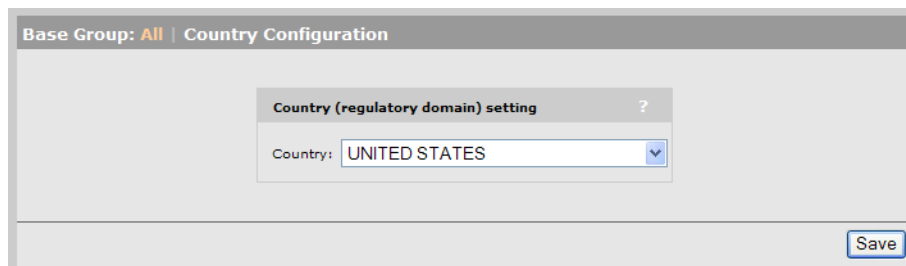 Base Group: All | Country Configuration
Country (regulatory domain) setting ?
Country: UNITED STATES
Save